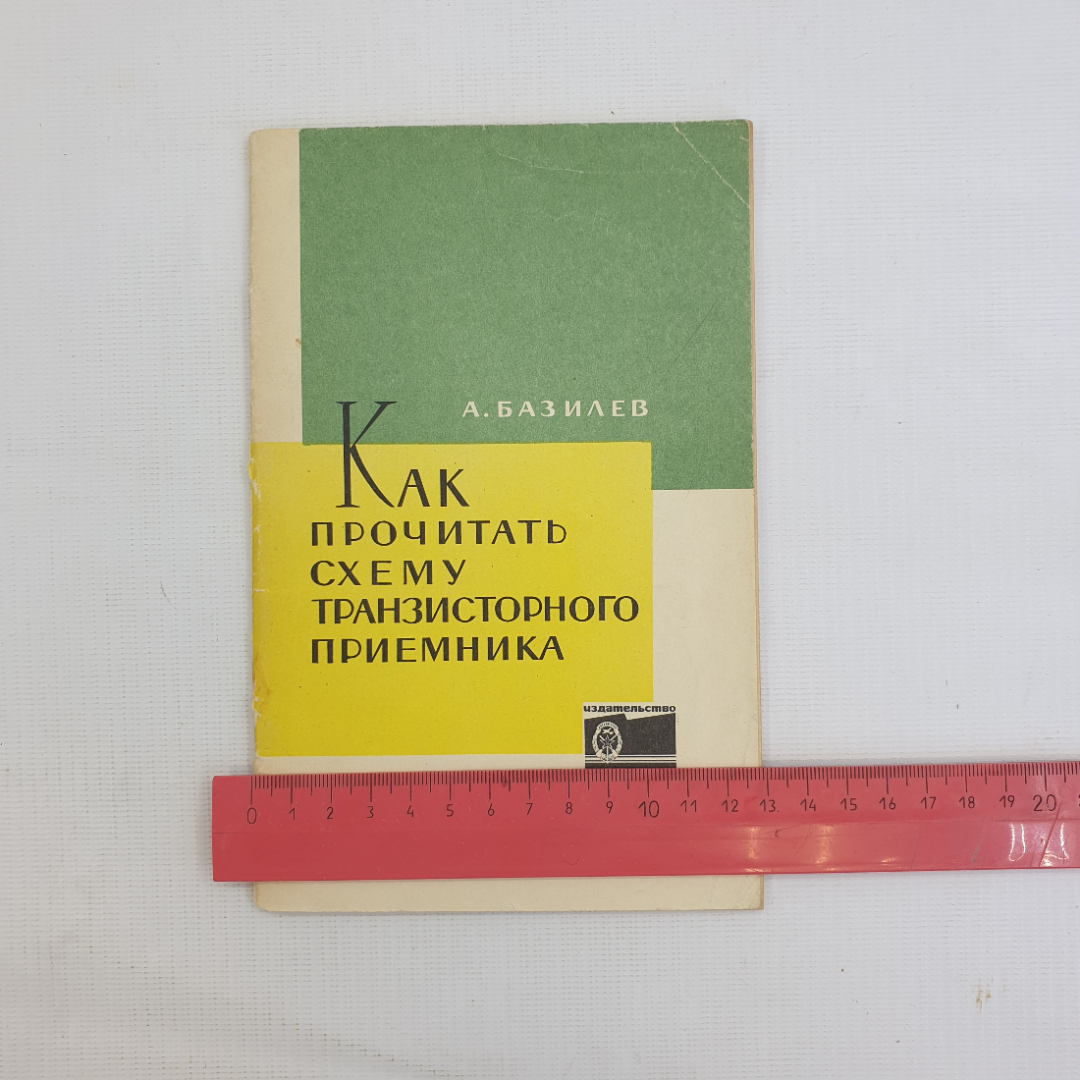 А. БАЗИЛЕВ
КАК
ПРОЧИТАТЬ
СХЕМУ
ТРАНЗИСТОРНОГО
ПРИЕМНИКА
издательство
0 1 2 3 4 5 6 7 8 9 10 11 12 13 14 15 16 17 18 19 20